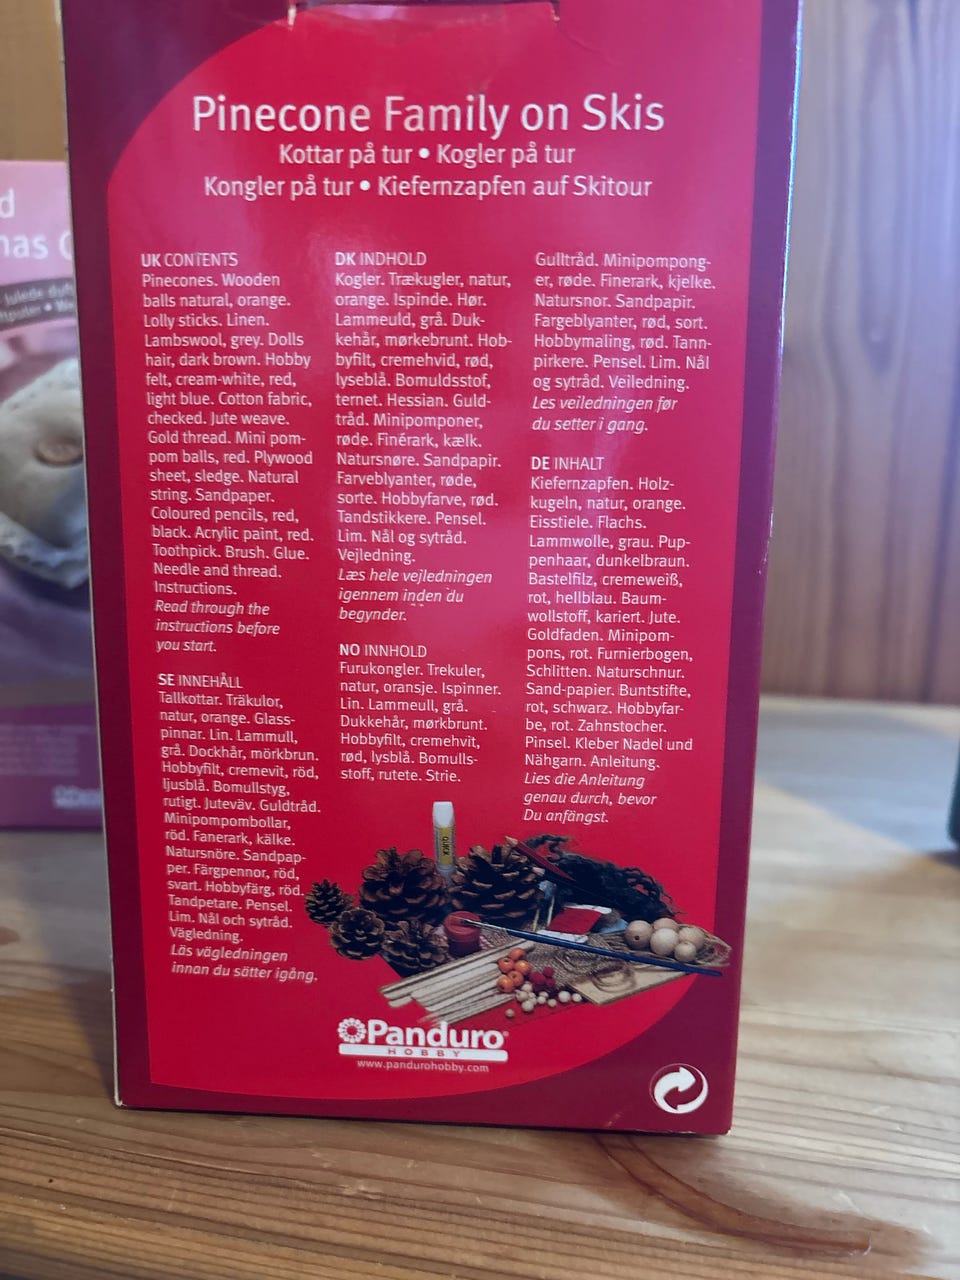 Pinecone Family on Skis
Kottar på tur • Kogler på tur
Kongler på tur • Kiefernzapfen auf Skitour
UK CONTENTS
Pinecones. Wooden
balls natural, orange.
Lolly sticks. Linen.
Lambswool, grey. Dolls
hair, dark brown. Hobby
felt, cream-white, red,
light blue. Cotton fabric,
checked. Jute weave.
Gold thread. Mini pom-
pom balls, red. Plywood
sheet, sledge. Natural
string. Sandpaper.
Coloured pencils, red,
black. Acrylic paint, red.
Toothpick. Brush. Glue.
Needle and thread.
Instructions.
Read through the
instructions before
you start.
SE INNEHÅLL
Tallkottar. Träkulor,
natur, orange. Glass-
pinnar. Lin. Lammull,
grå. Dockhår, mörkbrun.
Hobbyfilt, cremevit, röd,
ljusblå. Bomullstyg,
rutigt. Juteväv. Guldtråd.
Minipompombollar,
röd. Fanerark, kälke.
Natursnöre. Sandpap-
per. Färgpennor, röd,
svart. Hobbyfärg, röd.
Tandpetare. Pensel.
Lim. Nål och sytråd.
Vägledning.
Läs vägledningen
innan du sätter igång.
DK INDHOLD
Kogler. Trækugler, natur,
orange. Ispinde. Hør.
Lammeuld, grå. Duk-
kehår, mørkebrunt. Hob-
byfilt, cremehvid, rød,
lyseblå. Bomuldsstof,
ternet. Hessian. Guld-
tråd. Minipomponer,
røde. Finérark, kælk.
Natursnøre. Sandpapir.
Farveblyanter, røde,
sorte. Hobbyfarve, rød.
Tandstikkere. Pensel.
Lim. Nål og sytråd.
Vejledning.
Læs hele vejledningen
igennem inden du
begynder.
NO INNHOLD
Furukongler. Trekuler,
natur, oransje. Ispinner.
Lin. Lammeull, grå.
Dukkehår, mørkbrunt.
Hobbyfilt, cremehvit,
rød, lysblå. Bomulls-
stoff, rutete. Strie.
Gulltråd. Minipompong-
er, røde. Finerark, kjelke.
Natursnor. Sandpapir.
Fargeblyanter, rød, sort.
Hobbymaling, rød. Tann-
pirkere. Pensel. Lim. Nål
og sytråd. Veiledning.
Les veiledningen før
du setter i gang.
DE INHALT
Kiefernzapfen. Holz-
kugeln, natur, orange.
Eisstiele. Flachs.
Lammwolle, grau. Pup-
penhaar, dunkelbraun.
Bastelfilz, cremeweiß,
rot, hellblau. Baum-
wollstoff, kariert. Jute.
Goldfaden. Minipom-
pons, rot. Furnierbogen,
Schlitten. Naturschnur.
Sand-papier. Buntstifte,
rot, schwarz. Hobbyfar-
be, rot. Zahnstocher.
Pinsel. Kleber Nadel und
Nähgarn. Anleitung.
Lies die Anleitung
genau durch, bevor
Du anfängst.
QUICK
Panduro
HOBBY
www.pandurohobby.com